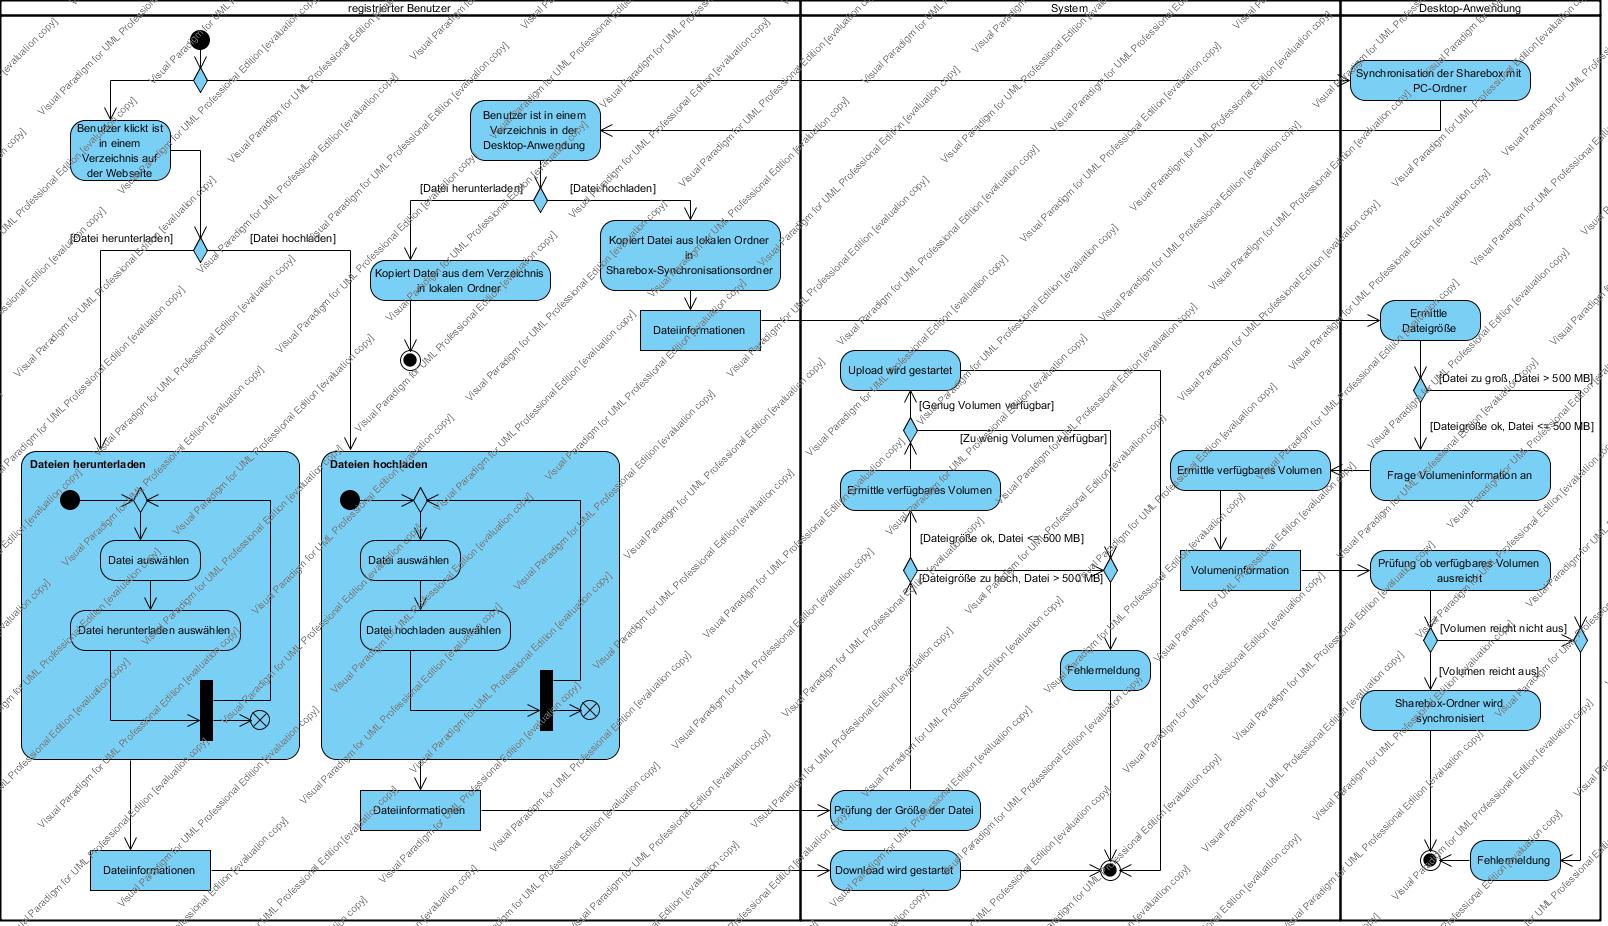 registrierter Benutzer
System
Desktop-Anwendung
Synchronisation der Sharebox mit
PC-Ordner
Benutzer klickt ist
in einem
Verzeichnis auf
der Webseite
Benutzer ist in einem
Verzeichnis in der
Desktop-Anwendung
[Datei herunterladen]
[Datei hochladen]
[Datei herunterladen]
[Datei hochladen]
Kopiert Datei aus dem Verzeichnis
in lokalen Ordner
Kopiert Datei aus lokalen Ordner
in
Sharebox-Synchronisationsordner
Dateiinformationen
Ermittle
Dateigröße
[Datei zu groß, Datei > 500 MB]
[Dateigröße ok, Datei <= 500 MB]
Upload wird gestartet
[Genug Volumen verfügbar]
[Zu wenig Volumen verfügbar]
Ermittle verfügbares Volumen
Ermittle verfügbares Volumen
Frage Volumeninformation an
[Dateigröße ok, Datei <= 500 MB]
[Dateigröße zu hoch, Datei > 500 MB]
Volumeninformation
Prüfung ob verfügbares Volumen
ausreicht
[Volumen reicht nicht aus]
[Volumen reicht aus]
Fehlermeldung
Sharebox-Ordner wird
synchronisiert
Dateien herunterladen
Datei auswählen
Datei herunterladen auswählen
Dateien hochladen
Datei auswählen
Datei hochladen auswählen
Dateiinformationen
Prüfung der Größe der Datei
Dateiinformationen
Download wird gestartet
Fehlermeldung
Visual Paradigm for UML Professional Edition [evaluation copy]